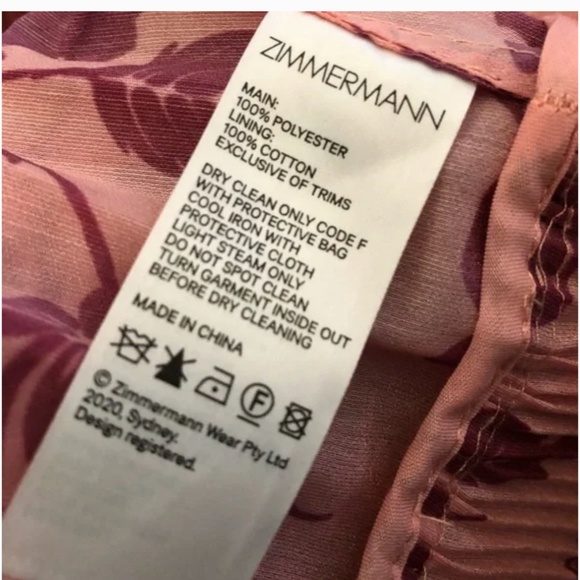 ZIMMERMANN
MAIN:
100% POLYESTER
LINING:
100% COTTON
EXCLUSIVE OF TRIMS
DRY CLEAN ONLY CODE F
WITH PROTECTIVE BAG
COOL IRON WITH
PROTECTIVE CLOTH
LIGHT STEAM ONLY
DO NOT SPOT CLEAN
TURN GARMENT INSIDE OUT
BEFORE DRY CLEANING
MADE IN CHINA
F
© Zimmermann Wear Pty Ltd
2020, Sydney.
Design registered.